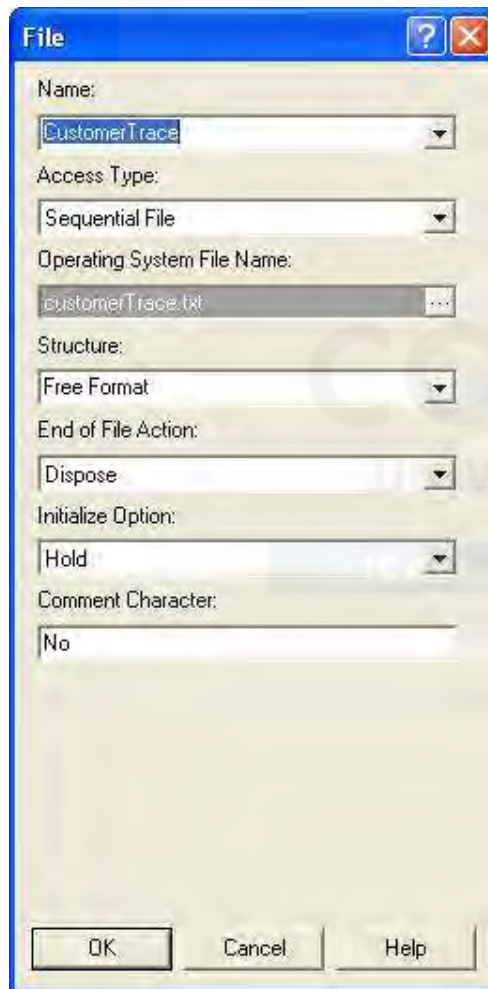 File
Name:
CustomerTrace
Access Type:
Sequential File
Operating System File Name:
customerTrace.txt
Structure:
Free Format
End of File Action:
Dispose
Initialize Option:
Hold
Comment Character:
No
OK Cancel Help